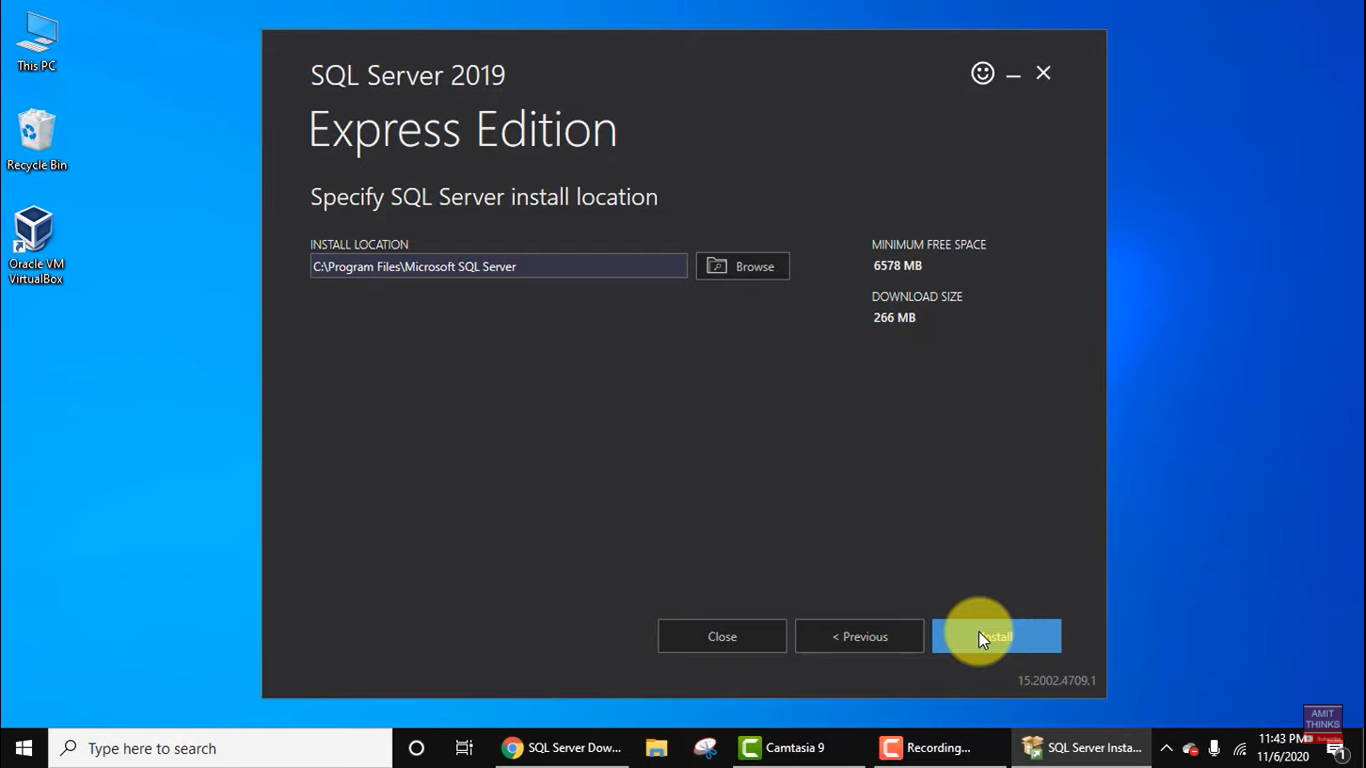 This PC
Recycle Bin
Oracle VM
VirtualBox
SQL Server 2019
Express Edition
Specify SQL Server install location
INSTALL LOCATION
C:\Program Files\Microsoft SQL Server
Browse
MINIMUM FREE SPACE
6578 MB
DOWNLOAD SIZE
266 MB
Close
< Previous
Install
15.2002.4709.1
AMIT
THINKS
Subscribe
Type here to search
SQL Server Dow...
Camtasia 9
Recording...
SQL Server Insta...
11:43 PM
11/6/2020
1